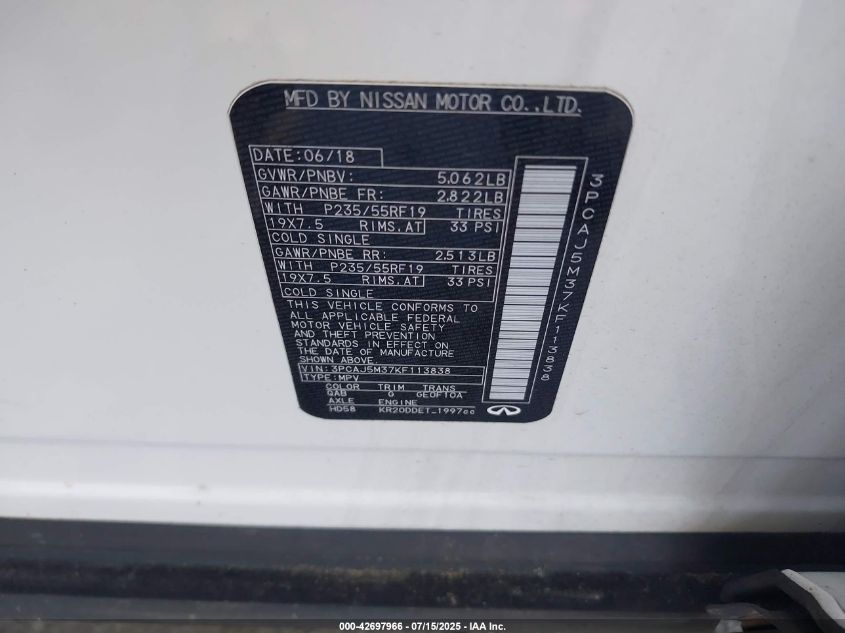 MFD BY NISSAN MOTOR CO.,LTD.
DATE:06/18
GVWR/PNBV: 5.062LB
GAWR/PNBE FR: 2.822LB
WITH P235/55RF19 TIRES
19X7.5 RIMS.AT 33 PSI
COLD SINGLE
GAWR/PNBE RR: 2.513LB
WITH P235/55RF19 TIRES
19X7.5 RIMS.AT 33 PSI
COLD SINGLE
THIS VEHICLE CONFORMS TO
ALL APPLICABLE FEDERAL
MOTOR VEHICLE SAFETY
AND THEFT PREVENTION
STANDARDS IN EFFECT ON
THE DATE OF MANUFACTURE
SHOWN ABOVE.
VIN:3PCAJ5M37KF113838
TYPE:MPV
COLOR TRIM TRANS
QAB G GE0F10A
AXLE ENGINE
HD58 KR20DDET_1997cc
3PCAJ5M37KF113838
000-42697966 - 07/15/2025 - IAA Inc.